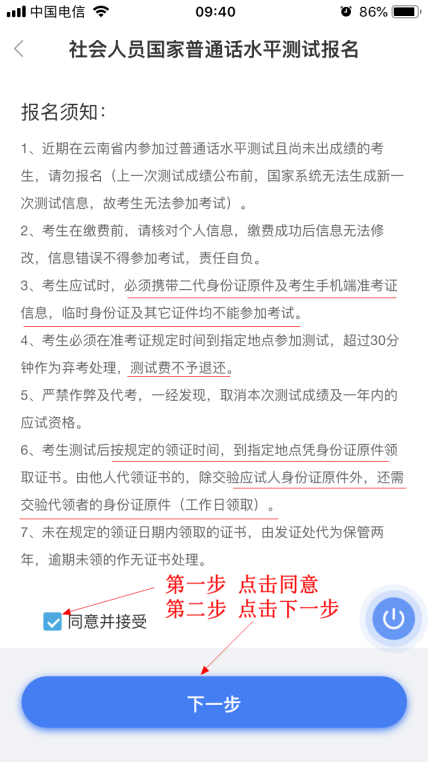 中国电信 09:40 86%
社会人员国家普通话水平测试报名
报名须知：
1、近期在云南省内参加过普通话水平测试且尚未出成绩的考
生，请勿报名（上一次测试成绩公布前，国家系统无法生成新一
次测试信息，故考生无法参加考试）。
2、考生在缴费前，请核对个人信息，缴费成功后信息无法修
改，信息错误不得参加考试，责任自负。
3、考生应试时，必须携带二代身份证原件及考生手机端准考证
信息，临时身份证及其它证件均不能参加考试。
4、考生必须在准考证规定时间到指定地点参加测试，超过30分
钟作为弃考处理，测试费不予退还。
5、严禁作弊及代考，一经发现，取消本次测试成绩及一年内的
应试资格。
6、考生测试后按规定的领证时间，到指定地点凭身份证原件领
取证书。由他人代领证书的，除交验应试人身份证原件外，还需
交验代领者的身份证原件（工作日领取）。
7、未在规定的领证日期内领取的证书，由发证处代为保管两
年，逾期未领的作无证书处理。
第一步 点击同意
第二步 点击下一步
同意并接受
下一步